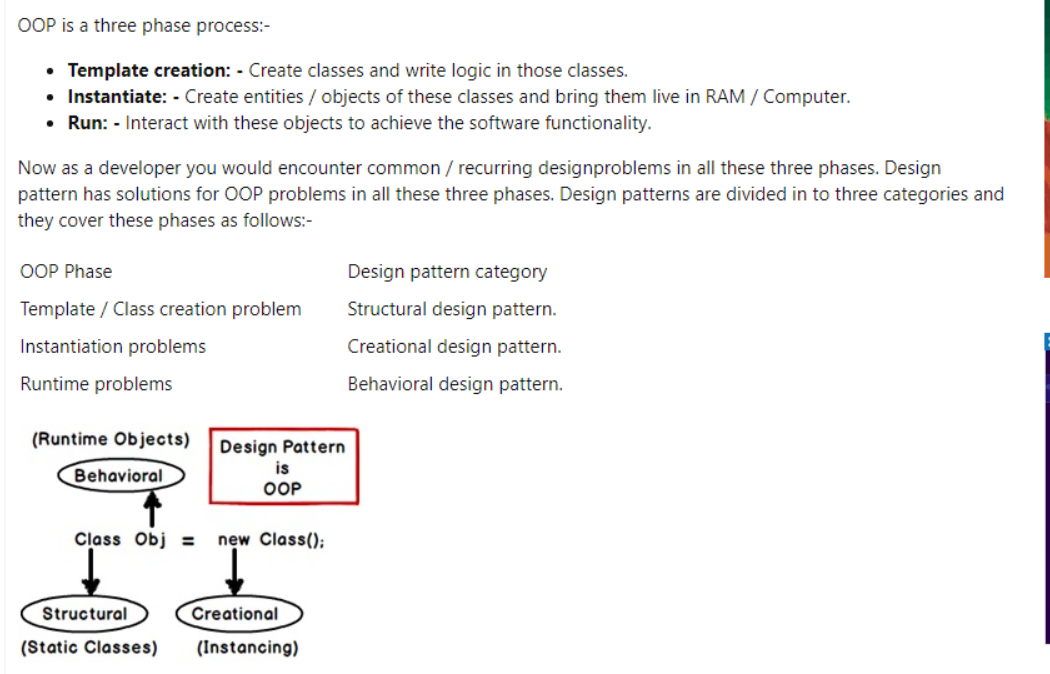 OOP is a three phase process:-
• Template creation: - Create classes and write logic in those classes.
• Instantiate: - Create entities / objects of these classes and bring them live in RAM / Computer.
• Run: - Interact with these objects to achieve the software functionality.
Now as a developer you would encounter common / recurring designproblems in all these three phases. Design
pattern has solutions for OOP problems in all these three phases. Design patterns are divided in to three categories and
they cover these phases as follows:-
OOP Phase Design pattern category
Template / Class creation problem Structural design pattern.
Instantiation problems Creational design pattern.
Runtime problems Behavioral design pattern.
(Runtime Objects)
Behavioral
Design Pattern
is
OOP
Class Obj = new Class();
Structural Creational
(Static Classes) (Instancing)